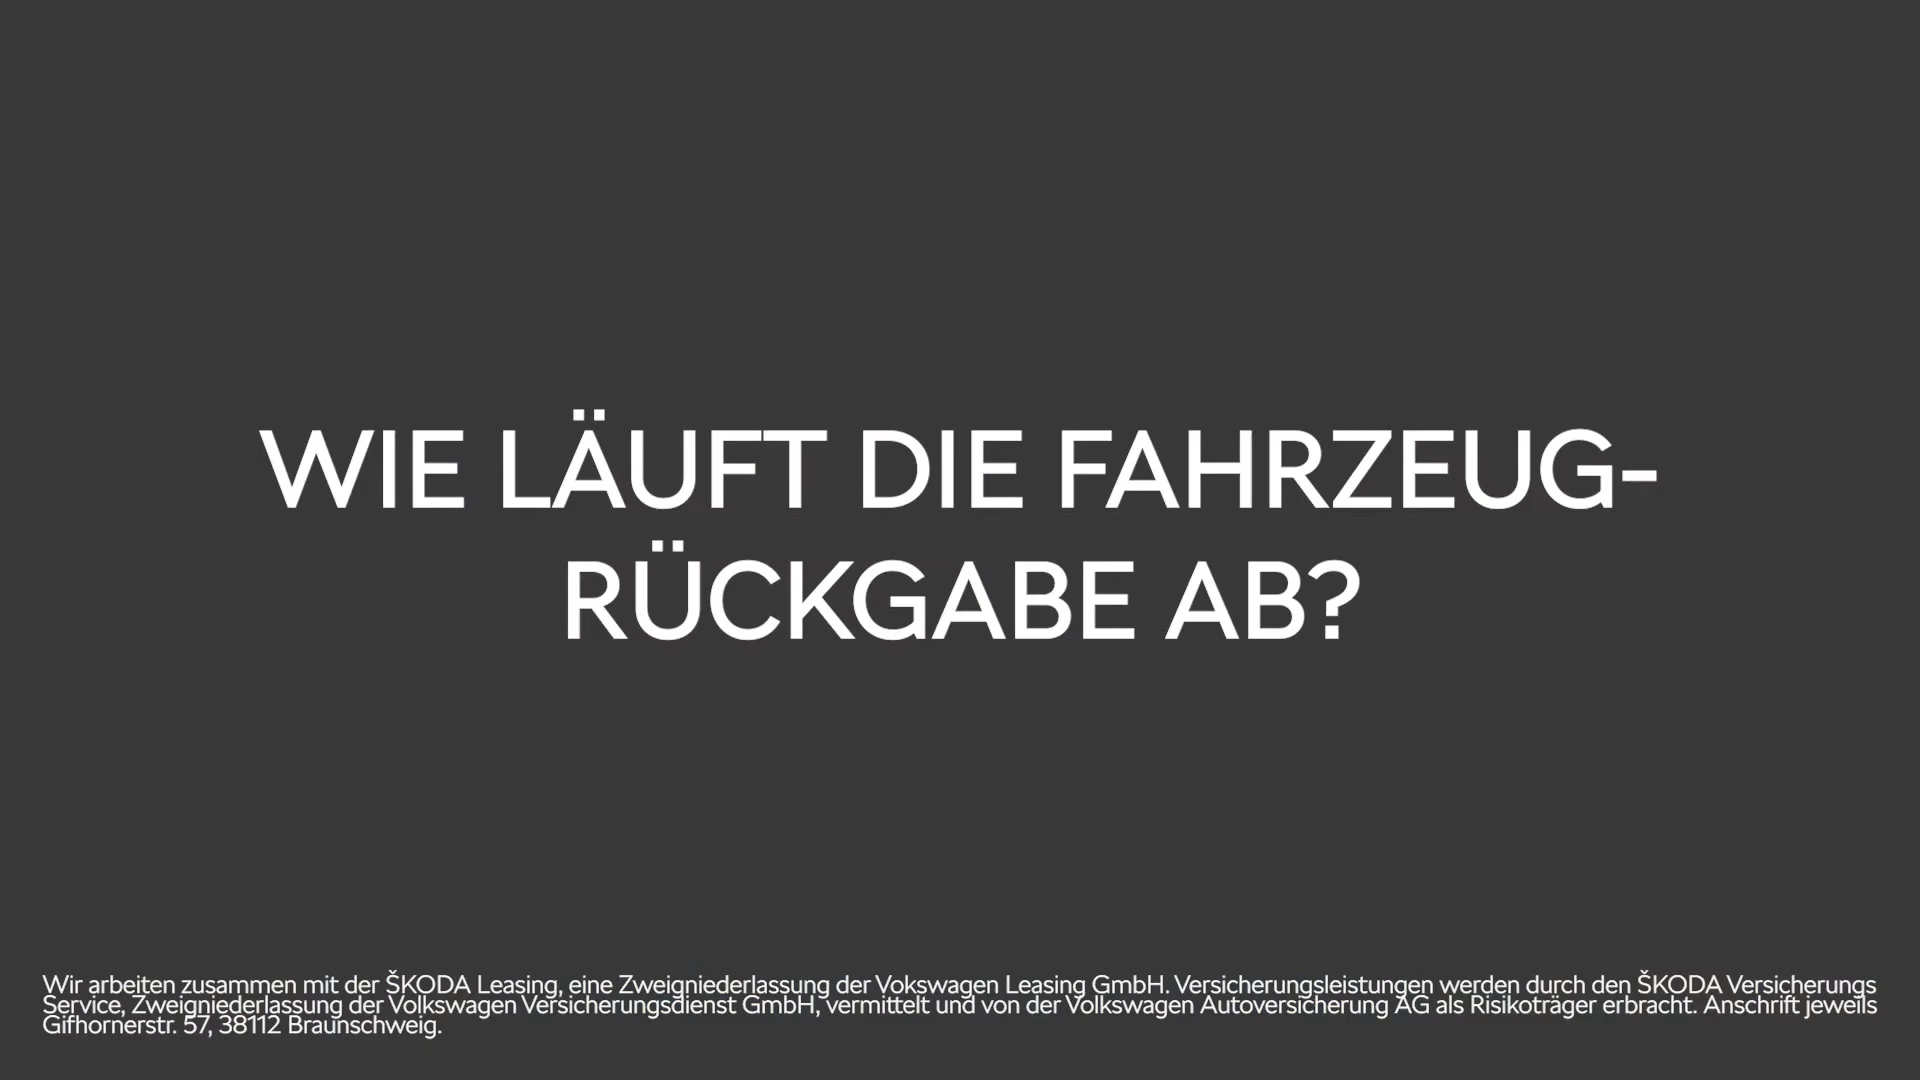 WIE LÄUFT DIE FAHRZEUG-
RÜCKGABE AB?
Wir arbeiten zusammen mit der ŠKODA Leasing, eine Zweigniederlassung der Vokswagen Leasing GmbH. Versicherungsleistungen werden durch den ŠKODA Versicherungs
Service, Zweigniederlassung der Volkswagen Versicherungsdienst GmbH, vermittelt und von der Volkswagen Autoversicherung AG als Risikoträger erbracht. Anschrift jeweils
Gifhornerstr. 57, 38112 Braunschweig.